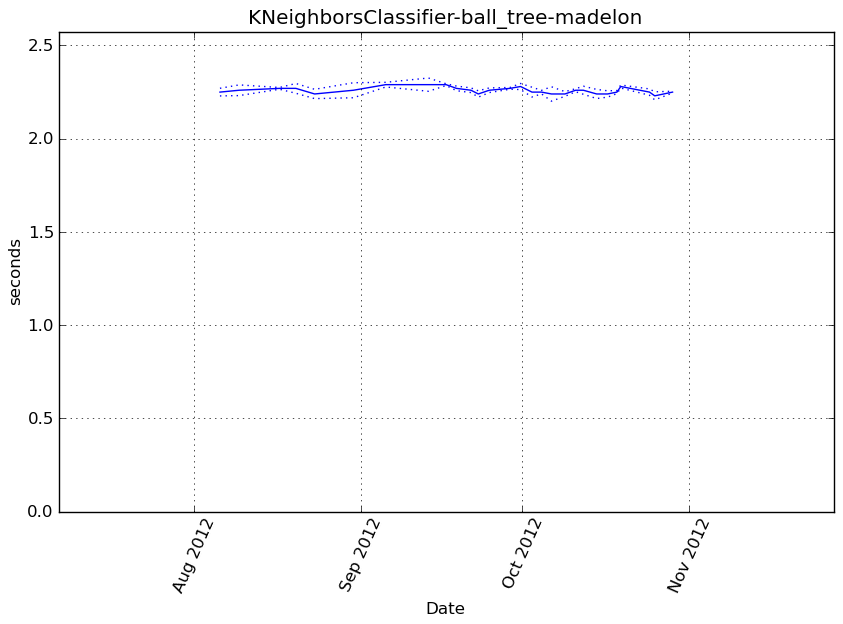 KNeighborsClassifier-ball_tree-madelon
2.5
2.0
1.5
1.0
0.5
0.0
seconds
Aug 2012
Sep 2012
Oct 2012
Nov 2012
Date